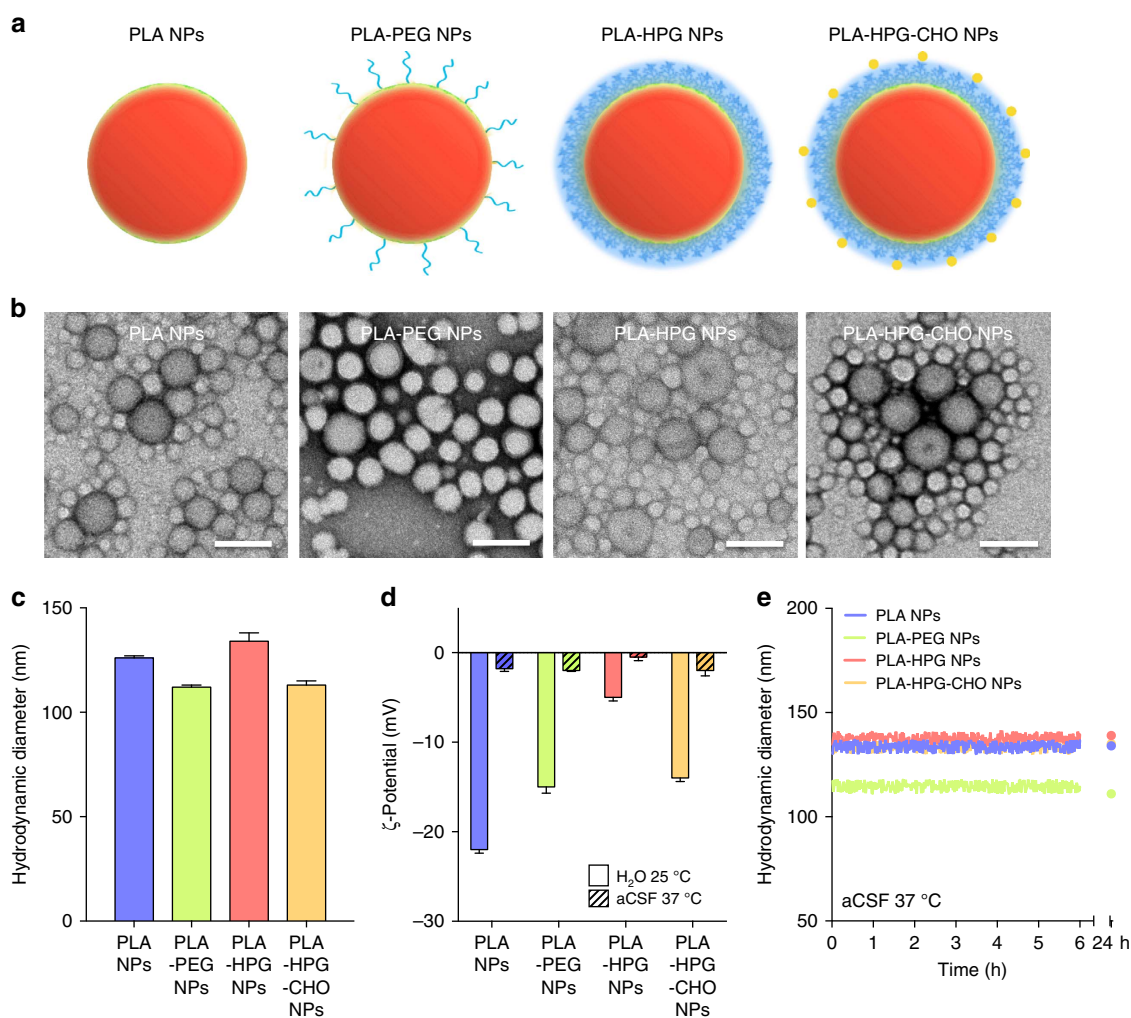 a
PLA NPs
PLA-PEG NPs
PLA-HPG NPs
PLA-HPG-CHO NPs
b
PLA NPs
PLA-PEG NPs
PLA-HPG NPs
PLA-HPG-CHO NPs
c
Hydrodynamic diameter (nm)
150
100
50
0
PLA
NPs
PLA
-PEG
NPs
PLA
-HPG
NPs
PLA
-HPG
-CHO
NPs
d
ζ-Potential (mV)
0
−10
−20
−30
H₂O 25 °C
aCSF 37 °C
PLA
NPs
PLA
-PEG
NPs
PLA
-HPG
NPs
PLA
-HPG
-CHO
NPs
e
Hydrodynamic diameter (nm)
200
150
100
50
PLA NPs
PLA-PEG NPs
PLA-HPG NPs
PLA-HPG-CHO NPs
aCSF 37 °C
0 1 2 3 4 5 6 24 h
Time (h)